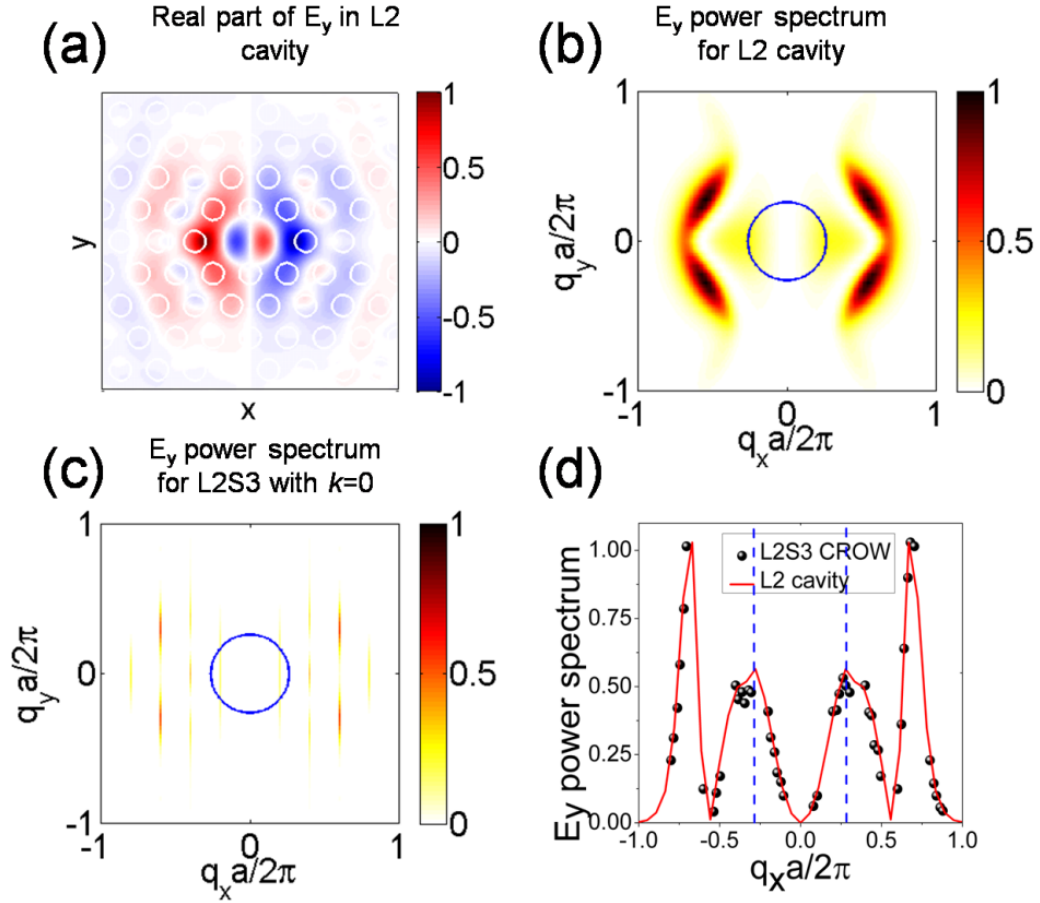 (a)
Real part of Ey in L2
cavity
1
0.5
0
-0.5
-1
y
x
(b)
Ey power spectrum
for L2 cavity
1
0
-1
qy a/2π
-1
0
1
qx a/2π
1
0.5
0
(c)
Ey power spectrum
for L2S3 with k=0
1
0
-1
qy a/2π
-1
0
1
qx a/2π
1
0.5
0
(d)
L2S3 CROW
L2 cavity
1.00
0.75
0.50
0.25
0.00
Ey power spectrum
-1.0 -0.5 0.0 0.5 1.0
qxa/2π